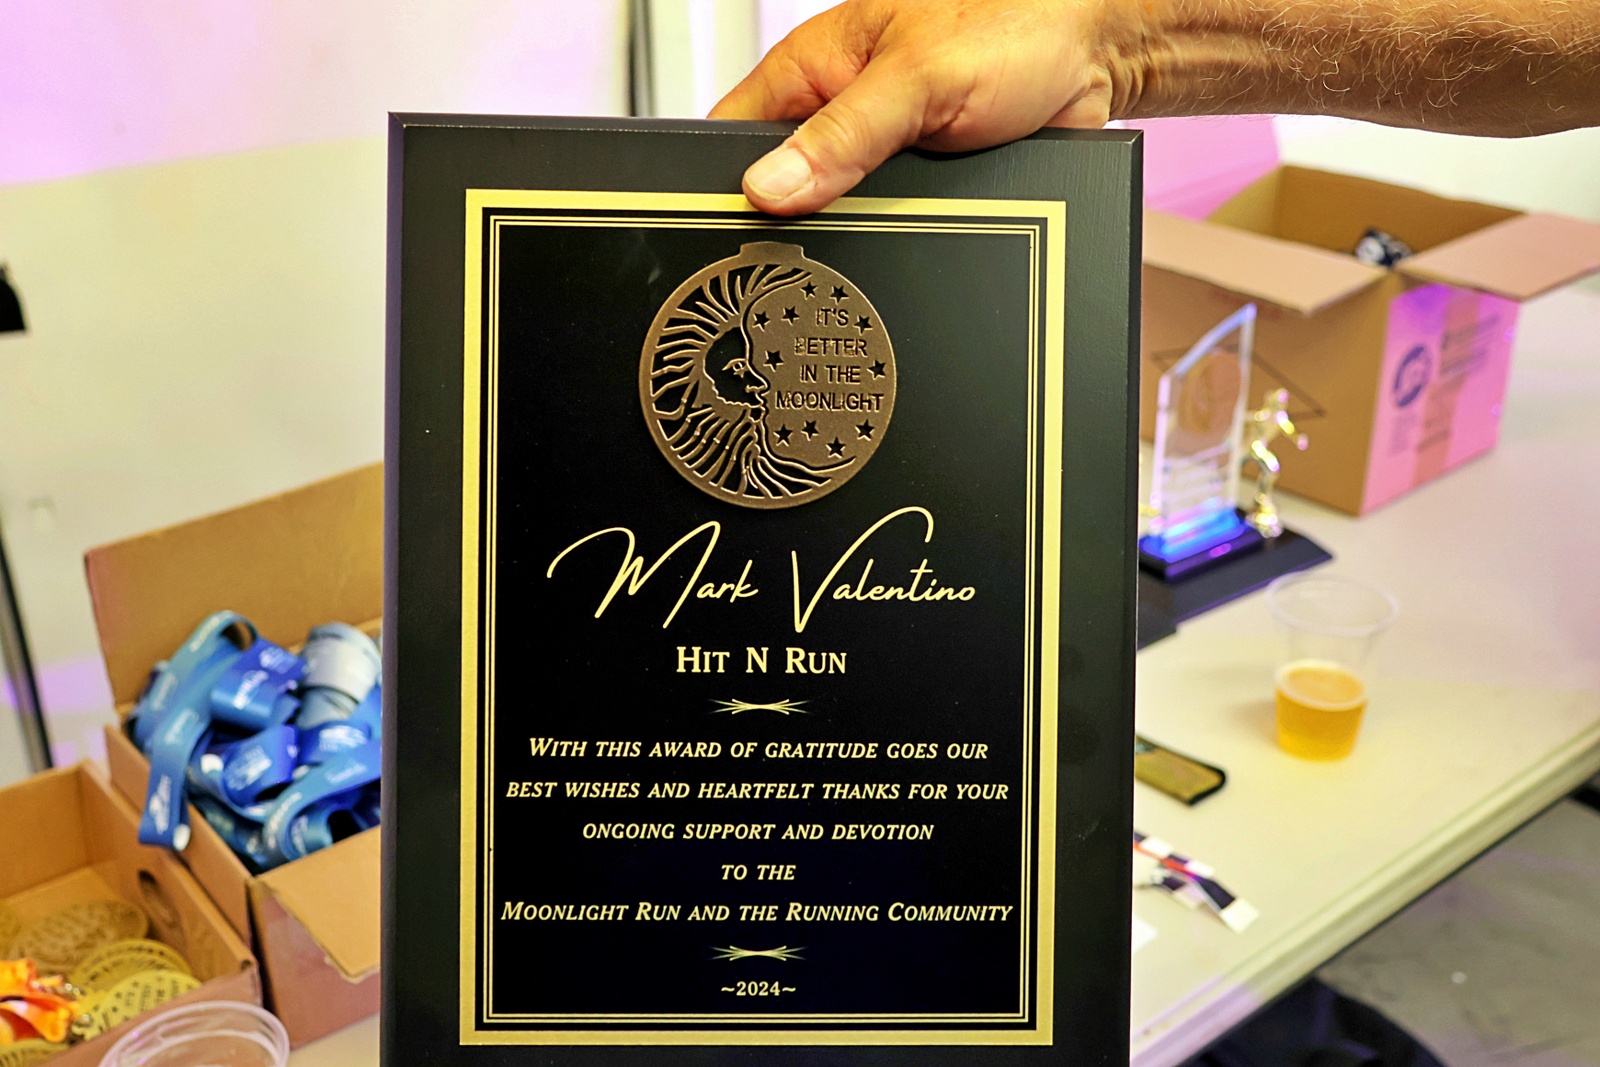 IT'S
BETTER
IN THE
MOONLIGHT
Mark Valentino
HIT N RUN
WITH THIS AWARD OF GRATITUDE GOES OUR
BEST WISHES AND HEARTFELT THANKS FOR YOUR
ONGOING SUPPORT AND DEVOTION
TO THE
MOONLIGHT RUN AND THE RUNNING COMMUNITY
~2024~